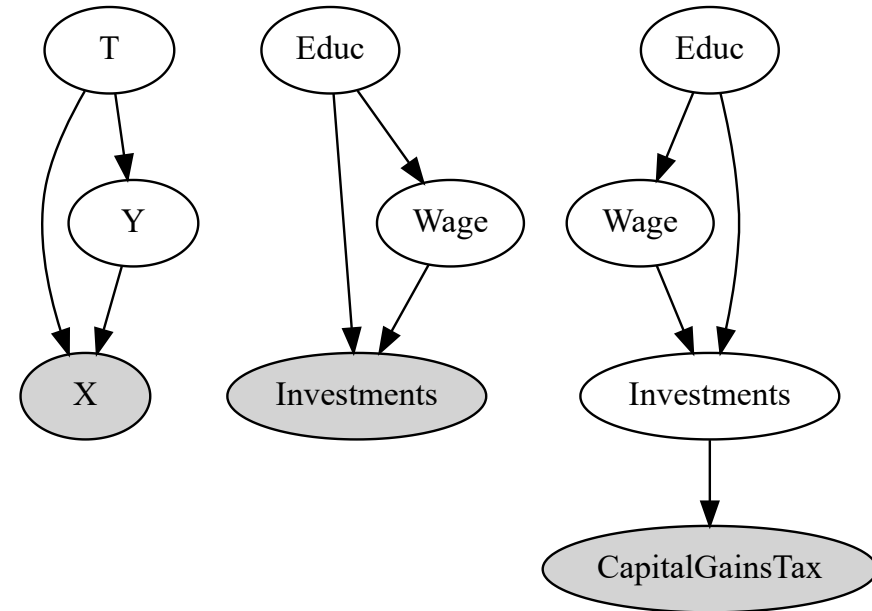 T
Y
X
Educ
Wage
Investments
Educ
Wage
Investments
CapitalGainsTax